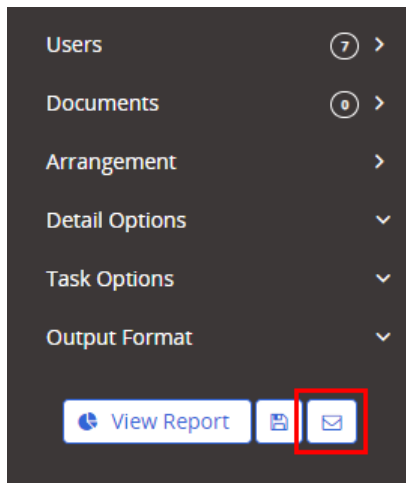 Users 7
Documents 0
Arrangement
Detail Options
Task Options
Output Format
View Report